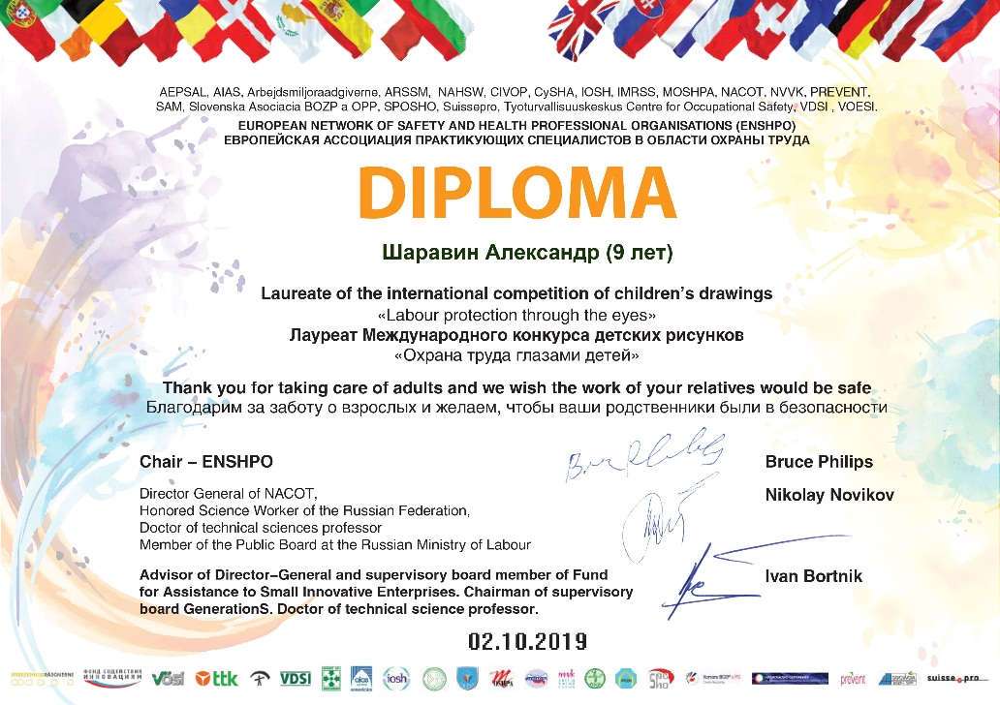 AEPSAL, AIAS, Arbejdsmiljoraadgiverne, ARSSM, NAHSW, CIVOP, CySHA, IOSH, IMRSS, MOSHPA, NACOT, NVVK, PREVENT,
SAM, Slovenska Asociacia BOZP a OPP, SPOSHO, Suissepro, Tyoturvallisuuskeskus Centre for Occupational Safety, VDSI , VOESI.
EUROPEAN NETWORK OF SAFETY AND HEALTH PROFESSIONAL ORGANISATIONS (ENSHPO)
ЕВРОПЕЙСКАЯ АССОЦИАЦИЯ ПРАКТИКУЮЩИХ СПЕЦИАЛИСТОВ В ОБЛАСТИ ОХРАНЫ ТРУДА
DIPLOMA
Шаравин Александр (9 лет)
Laureate of the international competition of children's drawings
«Labour protection through the eyes»
Лауреат Международного конкурса детских рисунков
«Охрана труда глазами детей»
Thank you for taking care of adults and we wish the work of your relatives would be safe
Благодарим за заботу о взрослых и желаем, чтобы ваши родственники были в безопасности
Chair – ENSHPO
Bruce Philips
Director General of NACOT,
Honored Science Worker of the Russian Federation,
Doctor of technical sciences professor
Member of the Public Board at the Russian Ministry of Labour
Nikolay Novikov
Advisor of Director–General and supervisory board member of Fund
for Assistance to Small Innovative Enterprises. Chairman of supervisory
board GenerationS. Doctor of technical science professor.
Ivan Bortnik
02.10.2019
ФОНД СОДЕЙСТВИЯ
ИННОВАЦИЯМ
VÖSI
ttk
VDSI
aias
iosh
prevent
suisse pro